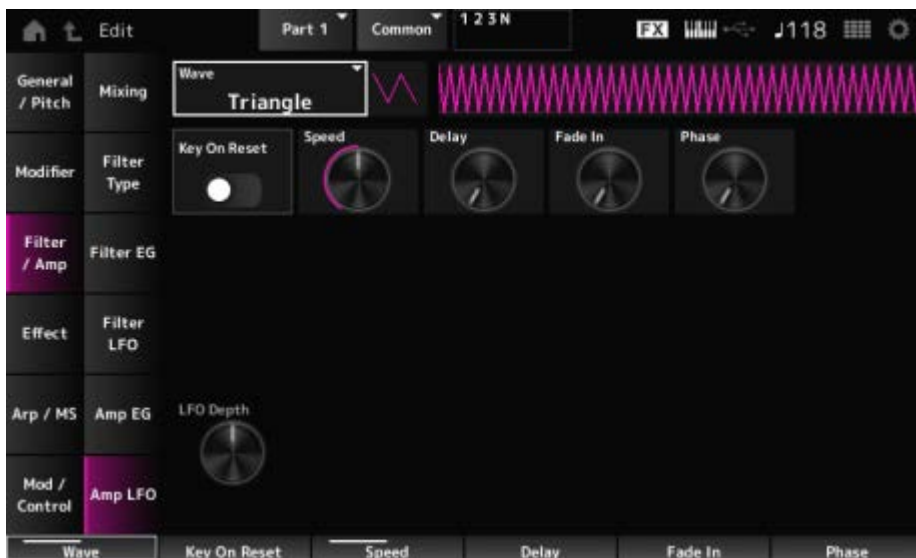 Edit
Part 1
Common
1 2 3 N
FX
♩118
General
/ Pitch
Mixing
Wave
Triangle
Modifier
Filter
Type
Key On Reset
Speed
Delay
Fade In
Phase
Filter
/ Amp
Filter EG
Effect
Filter
LFO
Arp / MS
Amp EG
LFO Depth
Mod /
Control
Amp LFO
Wave
Key On Reset
Speed
Delay
Fade In
Phase